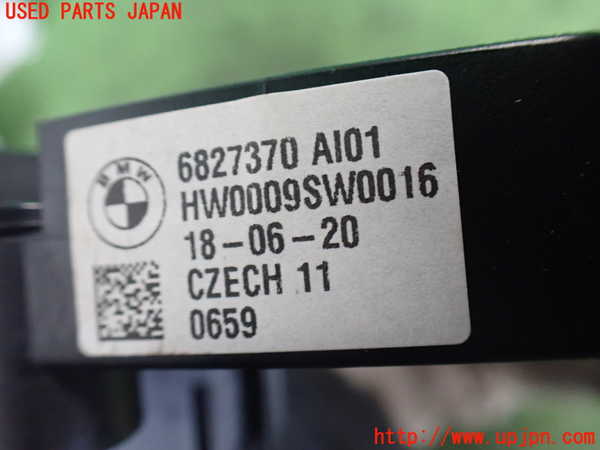 USED PARTS JAPAN
BMW
6827370 AI01
HW0009SW0016
18-06-20
CZECH 11
0659
http://www.upjpn.com/